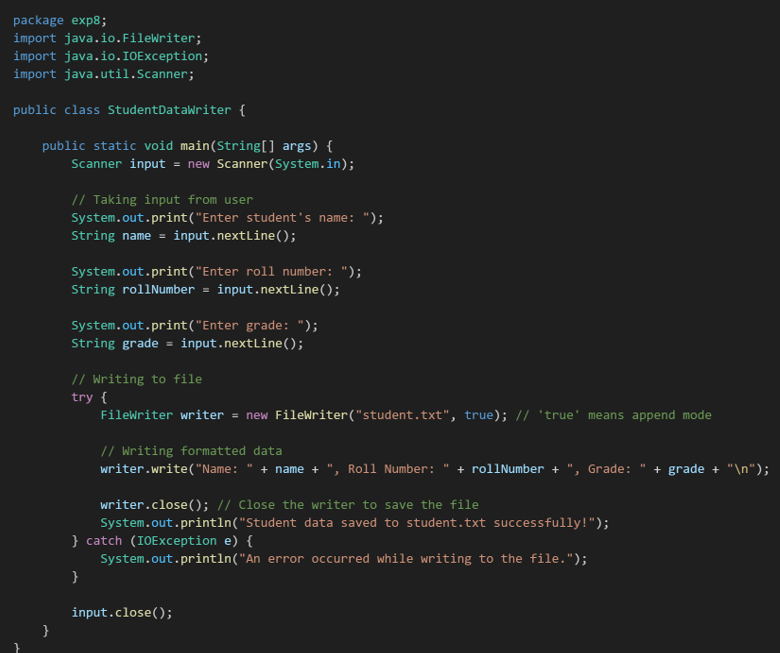 package exp8;
import java.io.FileWriter;
import java.io.IOException;
import java.util.Scanner;

public class StudentDataWriter {

    public static void main(String[] args) {
        Scanner input = new Scanner(System.in);

        // Taking input from user
        System.out.print("Enter student's name: ");
        String name = input.nextLine();

        System.out.print("Enter roll number: ");
        String rollNumber = input.nextLine();

        System.out.print("Enter grade: ");
        String grade = input.nextLine();

        // Writing to file
        try {
            FileWriter writer = new FileWriter("student.txt", true); // 'true' means append mode

            // Writing formatted data
            writer.write("Name: " + name + ", Roll Number: " + rollNumber + ", Grade: " + grade + "\n");

            writer.close(); // Close the writer to save the file
            System.out.println("Student data saved to student.txt successfully!");
        } catch (IOException e) {
            System.out.println("An error occurred while writing to the file.");
        }

        input.close();
    }
}